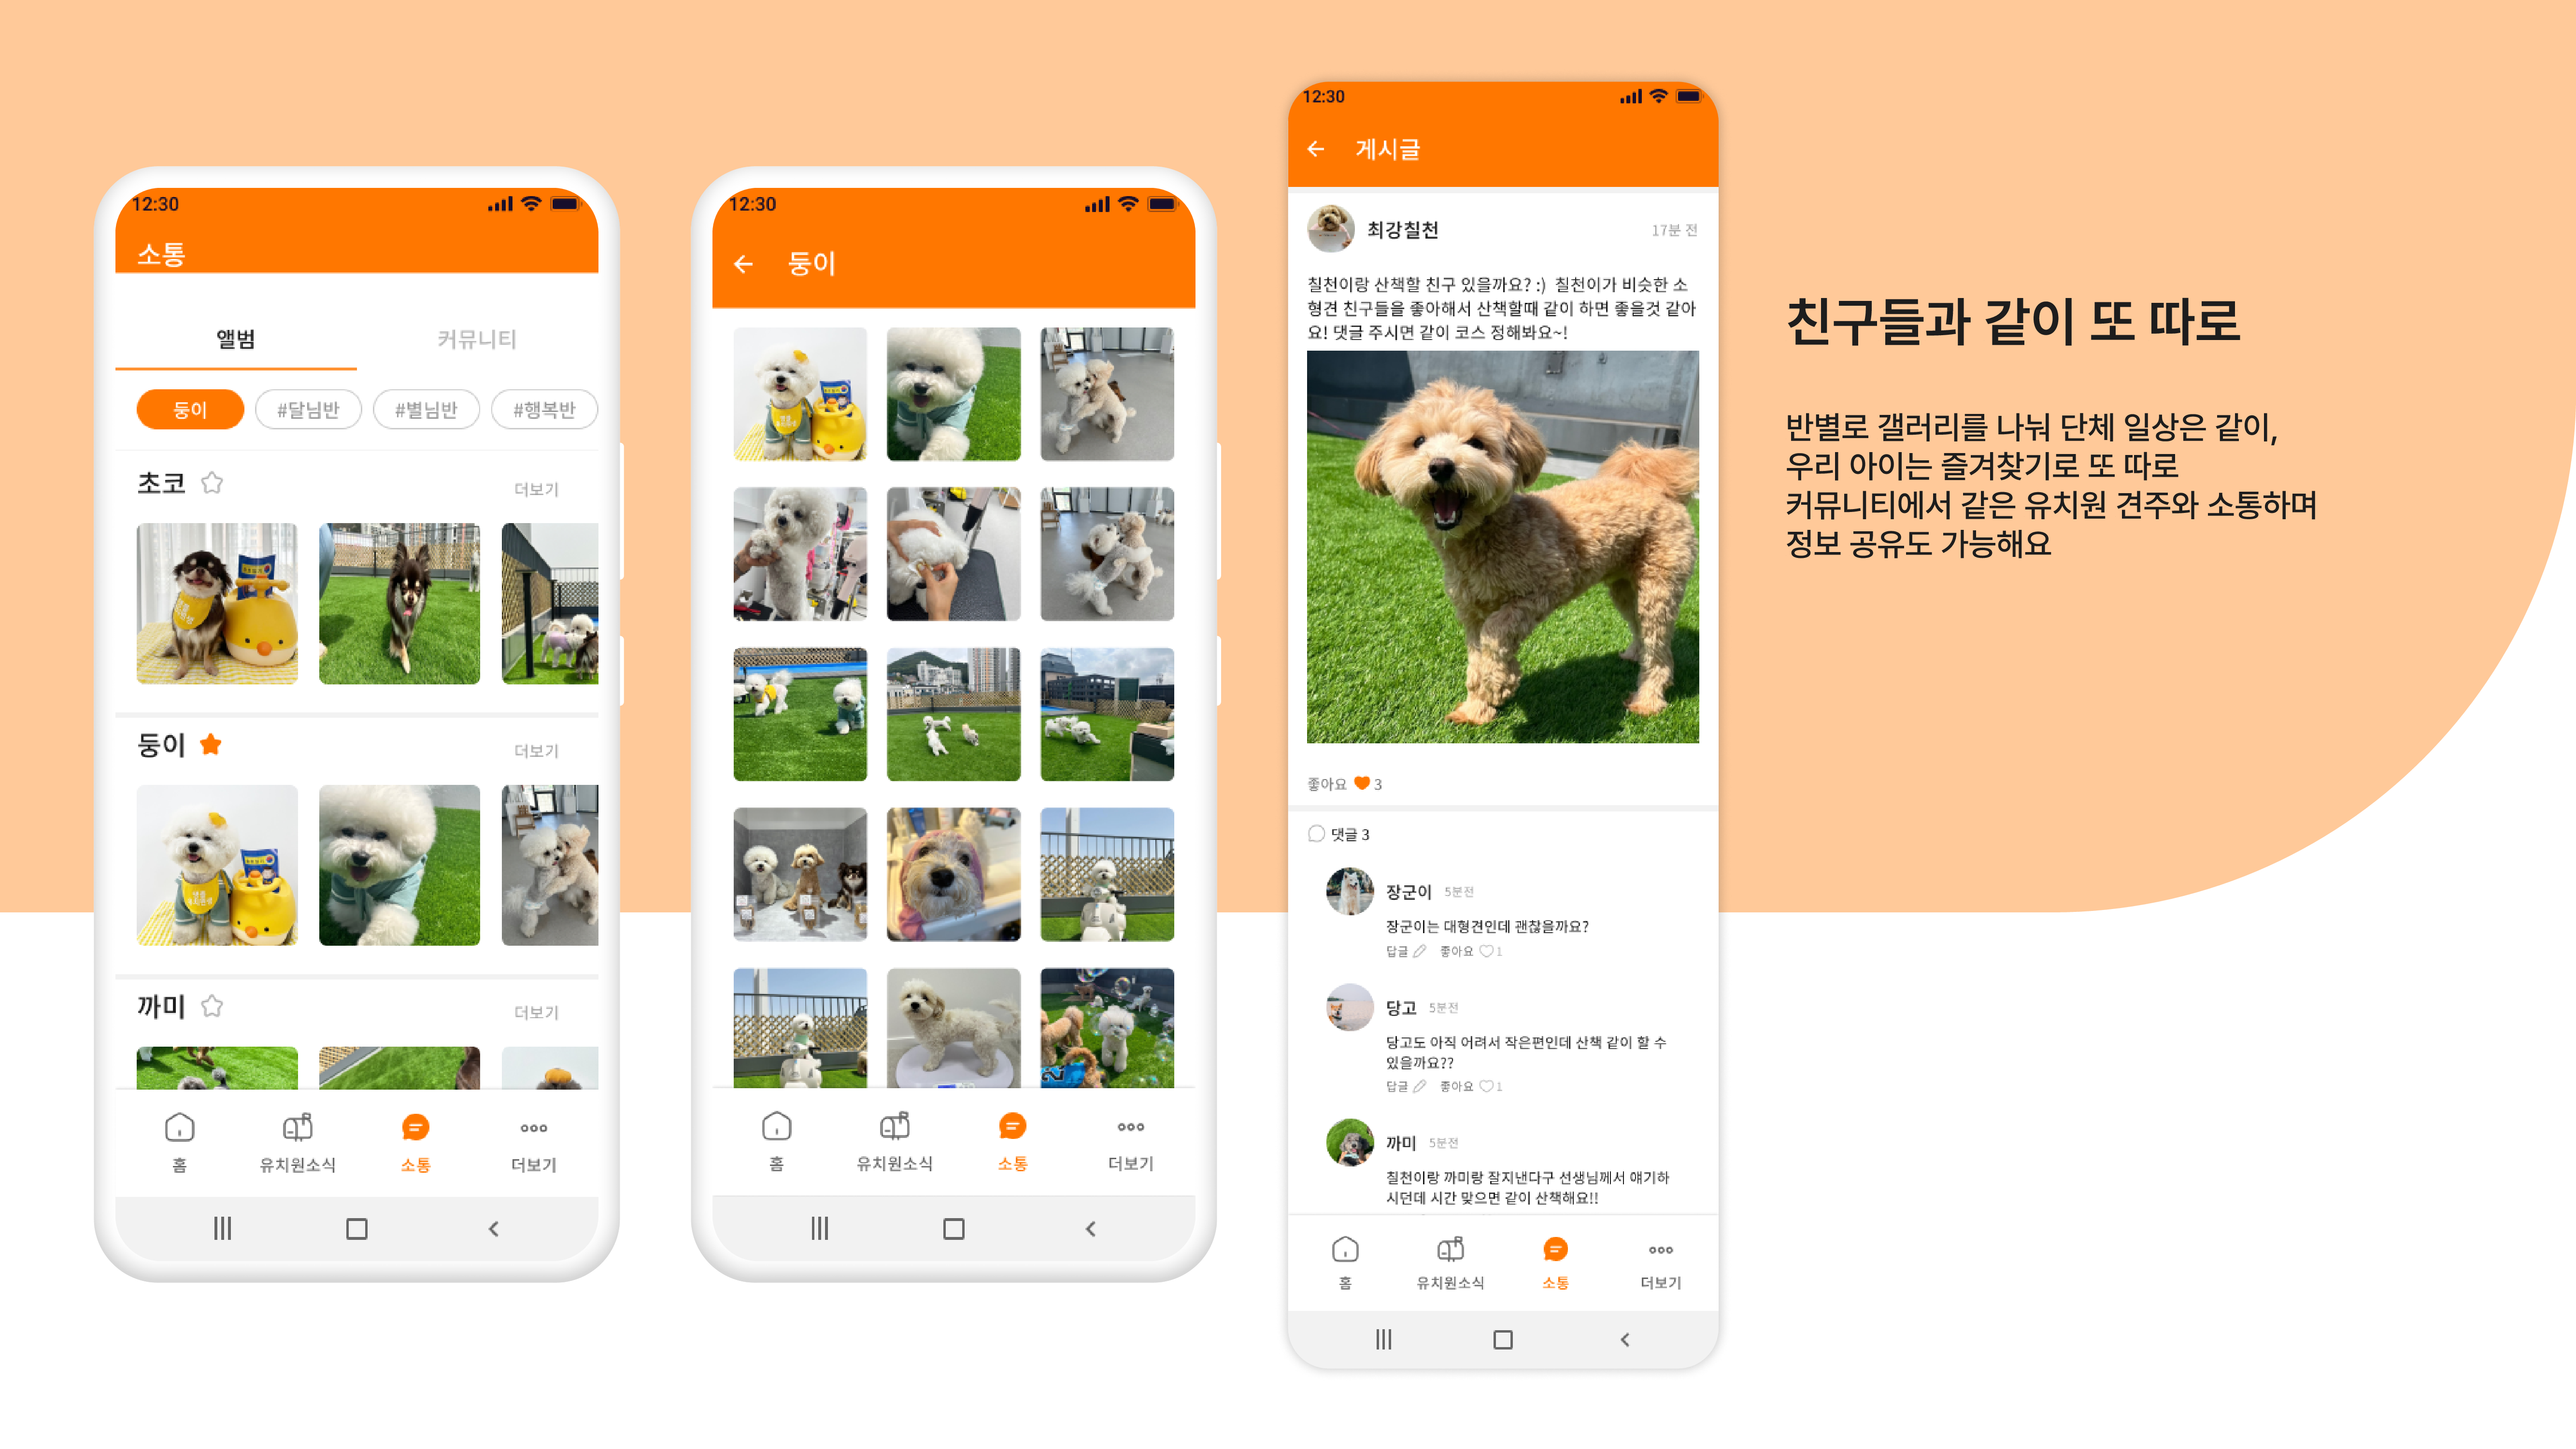 12:30
소통
앨범
커뮤니티
둥이
#달님반
#별님반
#행복반
초코
더보기
둥이
더보기
까미
더보기
홈
유치원소식
소통
더보기
12:30
둥이
홈
유치원소식
소통
더보기
12:30
게시글
최강칠천
17분 전
칠천이랑 산책할 친구 있을까요? :) 칠천이가 비슷한 소
형견 친구들을 좋아해서 산책할때 같이 하면 좋을것 같아
요! 댓글 주시면 같이 코스 정해봐요~!
좋아요 3
댓글 3
장군이 5분전
장군이는 대형견인데 괜찮을까요?
답글 좋아요 1
당고 5분전
당고도 아직 어려서 작은편인데 산책 같이 할 수
있을까요??
답글 좋아요 1
까미 5분전
칠천이랑 까미랑 잘지낸다구 선생님께서 얘기하
시던데 시간 맞으면 같이 산책해요!!
홈
유치원소식
소통
더보기
친구들과 같이 또 따로
반별로 갤러리를 나눠 단체 일상은 같이,
우리 아이는 즐겨찾기로 또 따로
커뮤니티에서 같은 유치원 견주와 소통하며
정보 공유도 가능해요